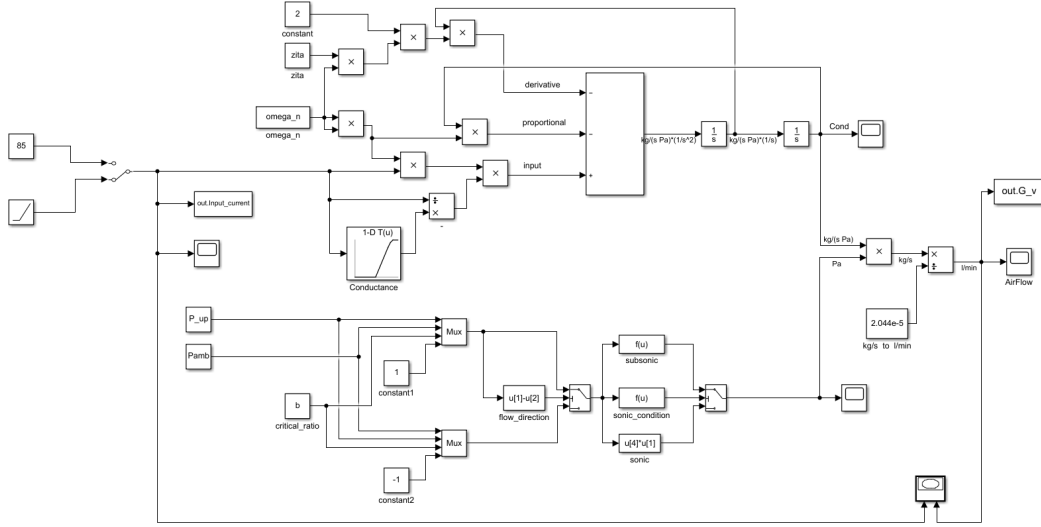 2
constant
zita
zita
omega_n
omega_n
×
×
×
×
×
×
×
derivative
proportional
input
−
−
+
kg/(s Pa)*(1/s^2)
1
s
kg/(s Pa)*(1/s)
1
s
Cond
85
out.Input_current
÷
×
-
1-D T(u)
Conductance
out.G_v
kg/(s Pa)
Pa
×
kg/s
×
÷
l/min
AirFlow
2.044e-5
kg/s to l/min
P_up
Pamb
Mux
1
constant1
b
critical_ratio
u[1]-u[2]
flow_direction
f(u)
subsonic
f(u)
sonic_condition
u[4]*u[1]
sonic
Mux
-1
constant2